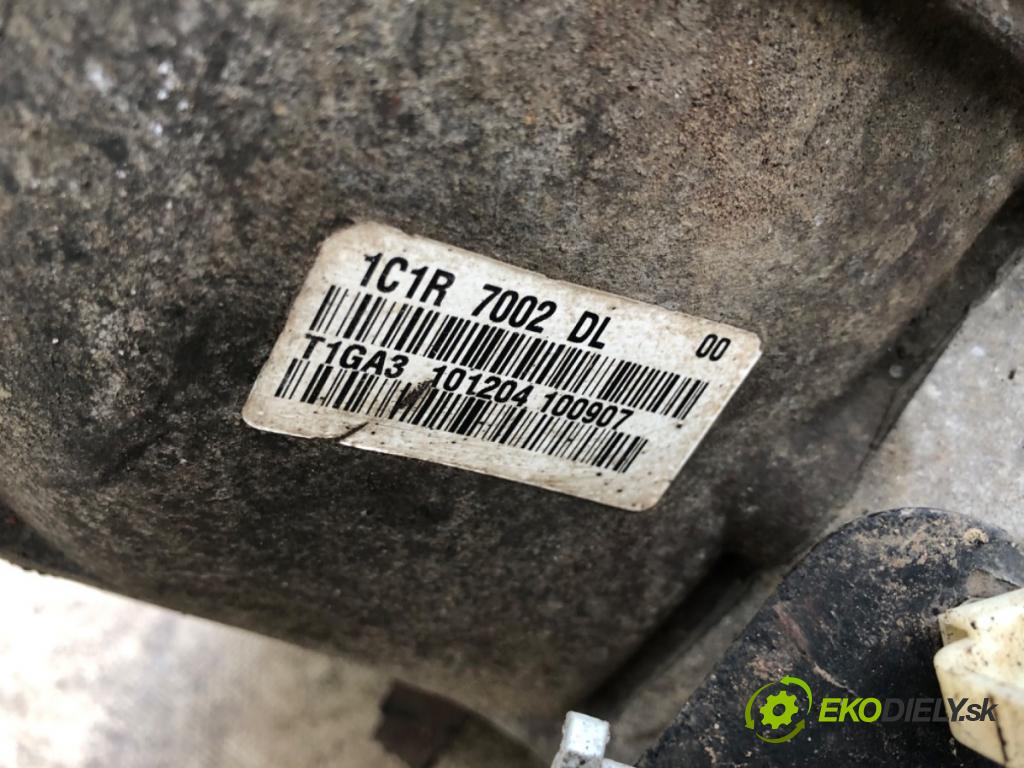 1C1R 7002 DL 00
T1GA3 101204 100907
EKODIELY.sk